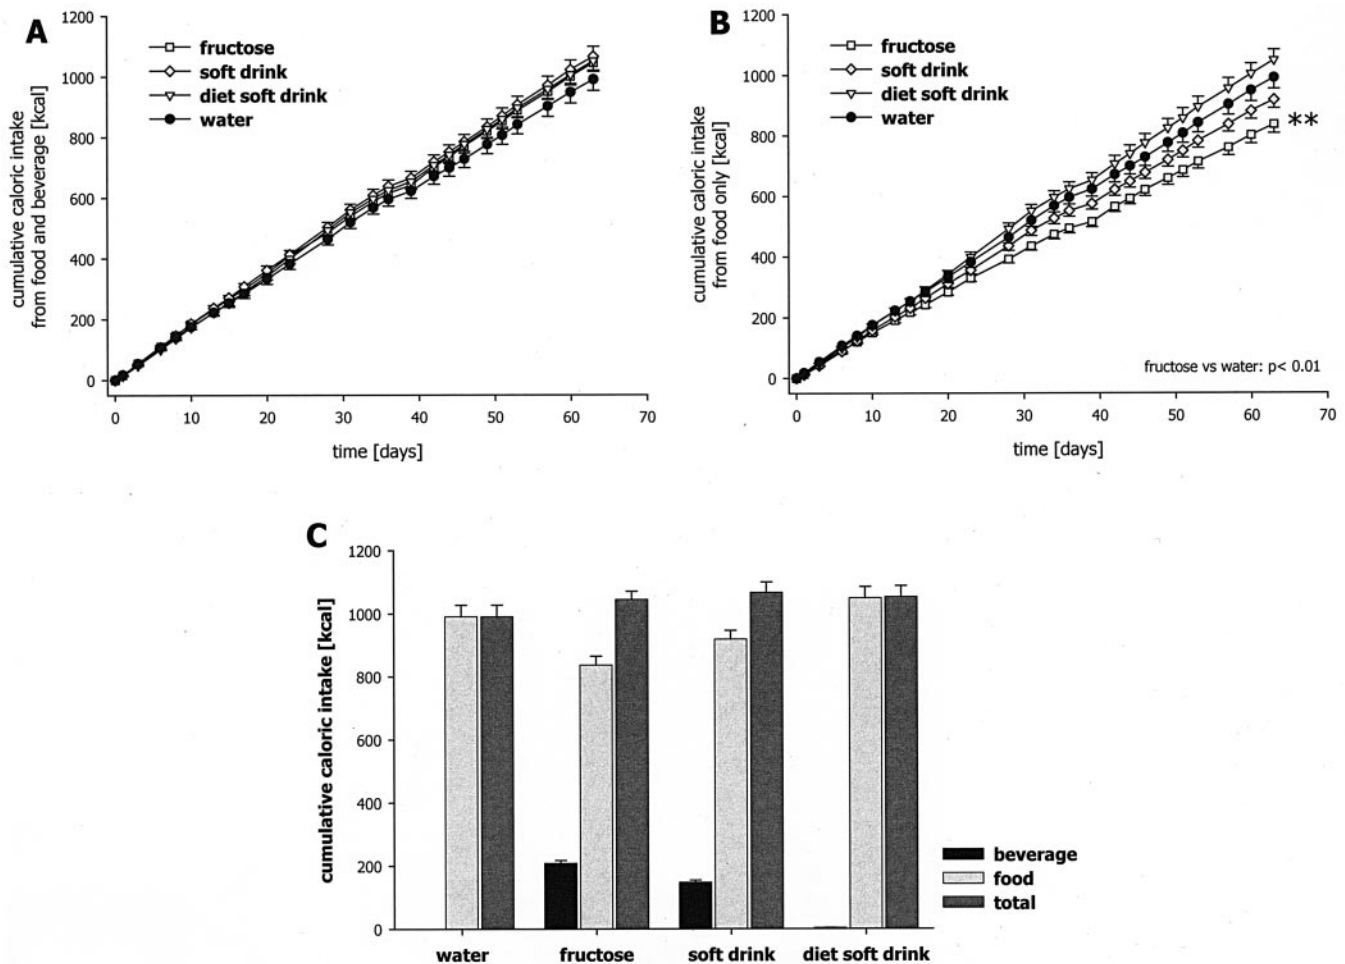 A
fructose
soft drink
diet soft drink
water
cumulative caloric intake
from food and beverage [kcal]
1200
1000
800
600
400
200
0
0 10 20 30 40 50 60 70
time [days]
B
fructose
soft drink
diet soft drink
water
cumulative caloric intake
from food only [kcal]
1200
1000
800
600
400
200
0
**
fructose vs water: p< 0.01
0 10 20 30 40 50 60 70
time [days]
C
cumulative caloric intake [kcal]
1200
1000
800
600
400
200
0
beverage
food
total
water fructose soft drink diet soft drink